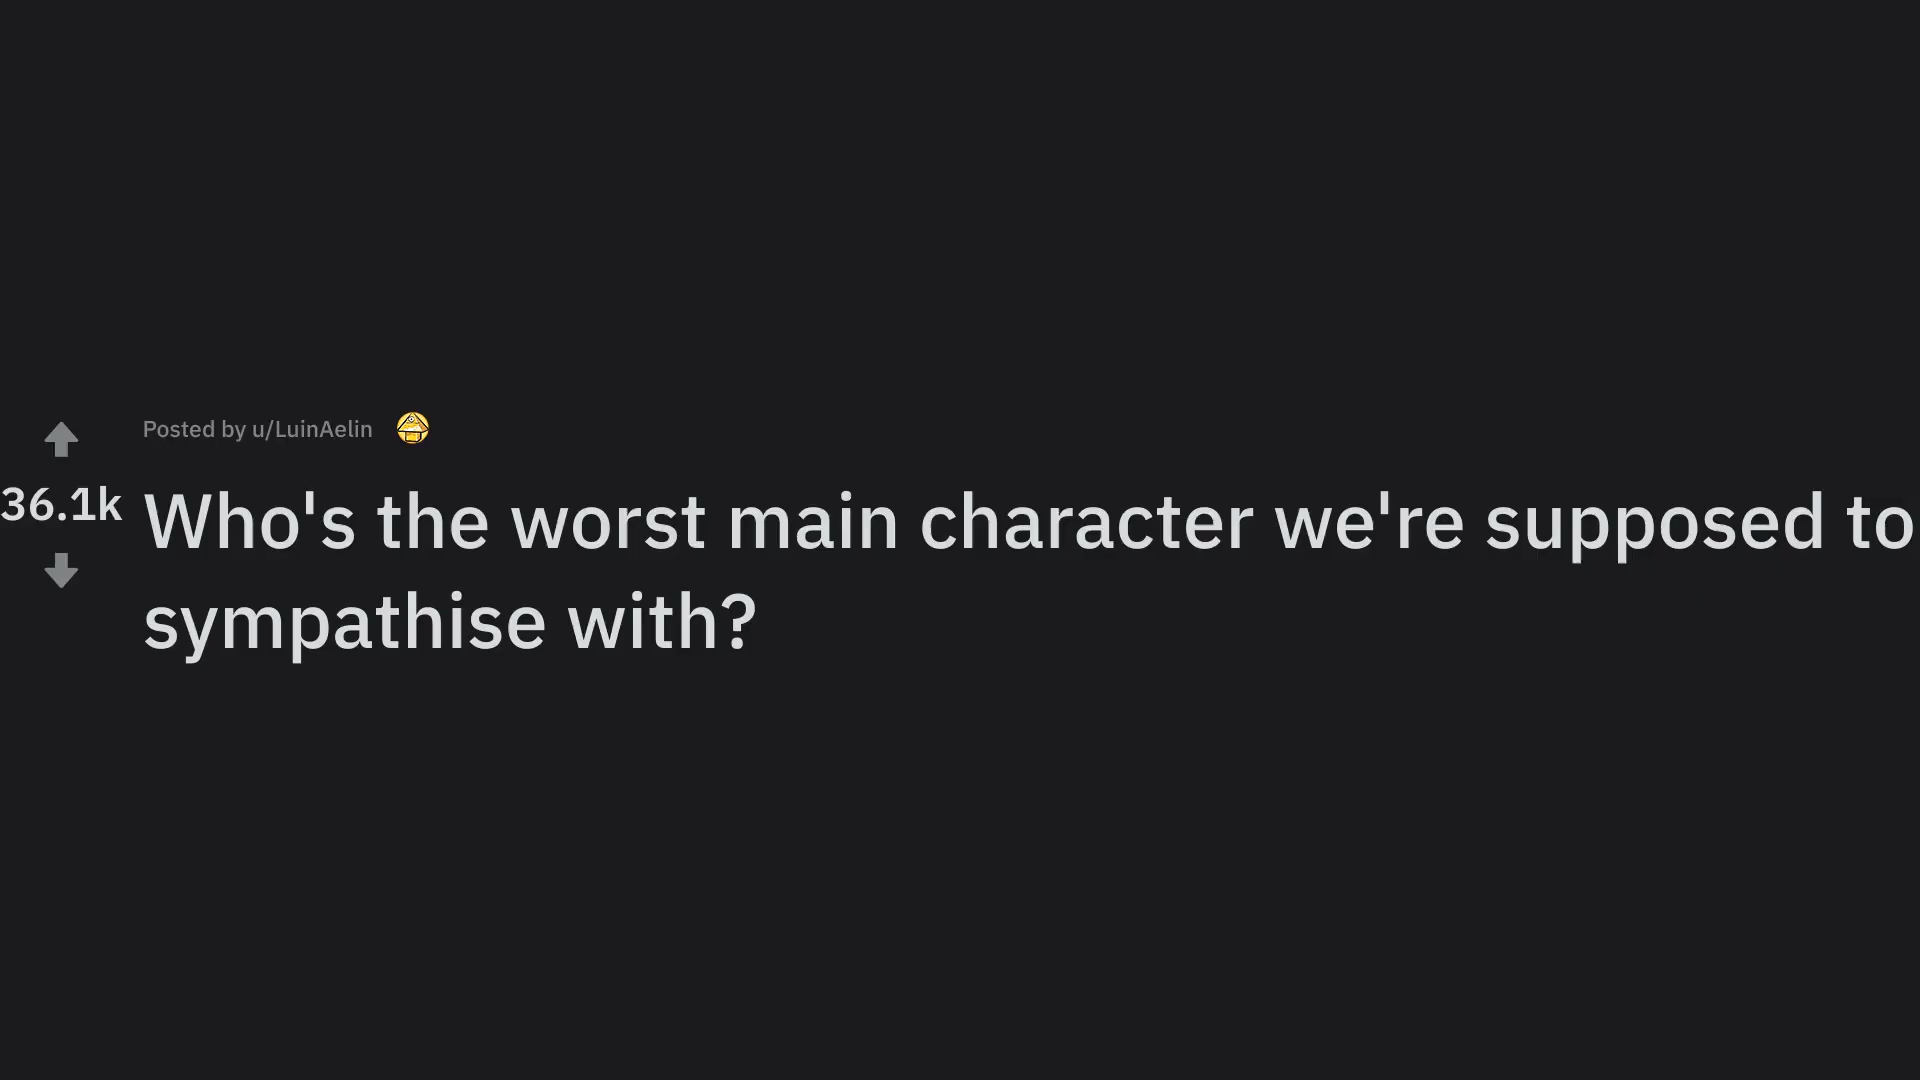 Posted by u/LuinAelin
36.1k
Who's the worst main character we're supposed to
sympathise with?